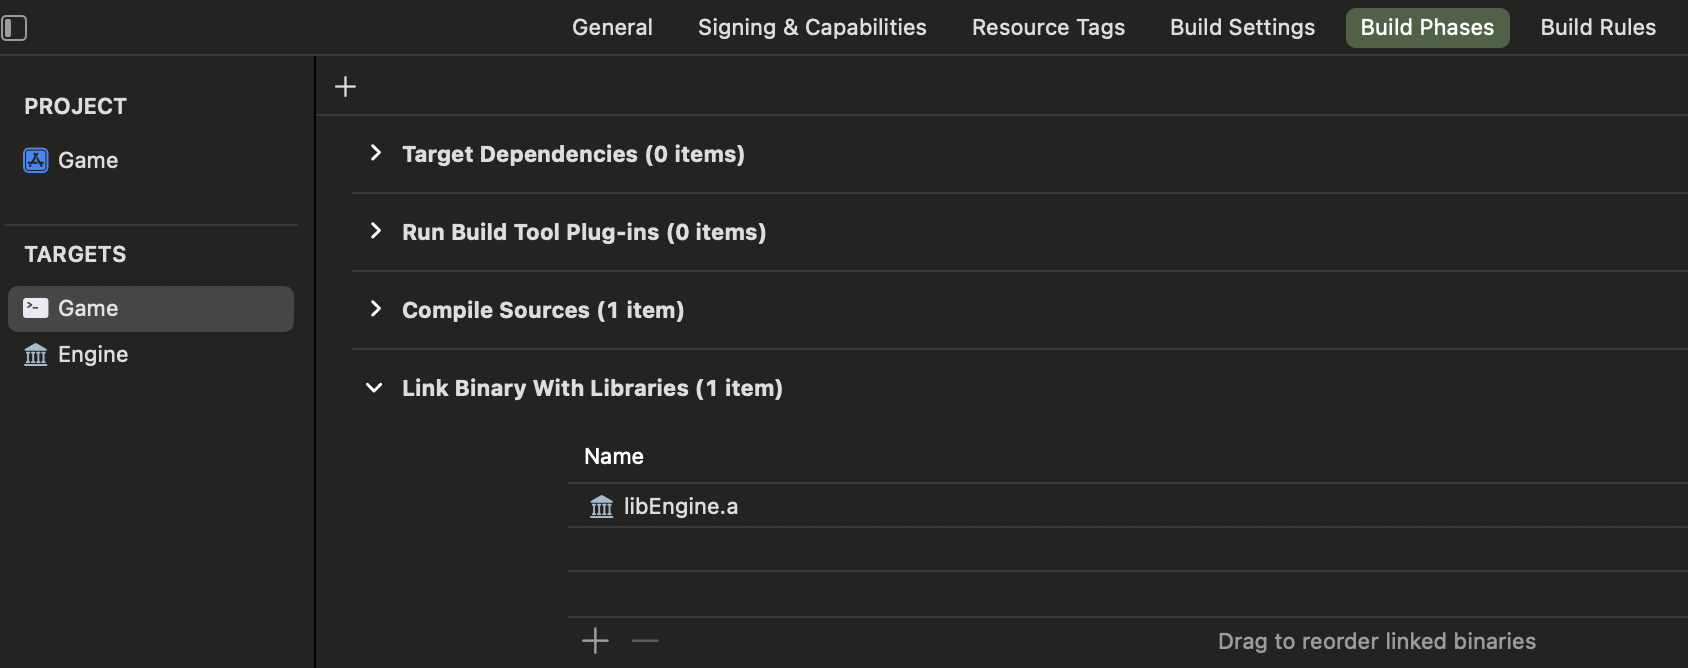 General Signing & Capabilities Resource Tags Build Settings Build Phases Build Rules
PROJECT
Game
TARGETS
Game
Engine
Target Dependencies (0 items)
Run Build Tool Plug-ins (0 items)
Compile Sources (1 item)
Link Binary With Libraries (1 item)
Name
libEngine.a
Drag to reorder linked binaries